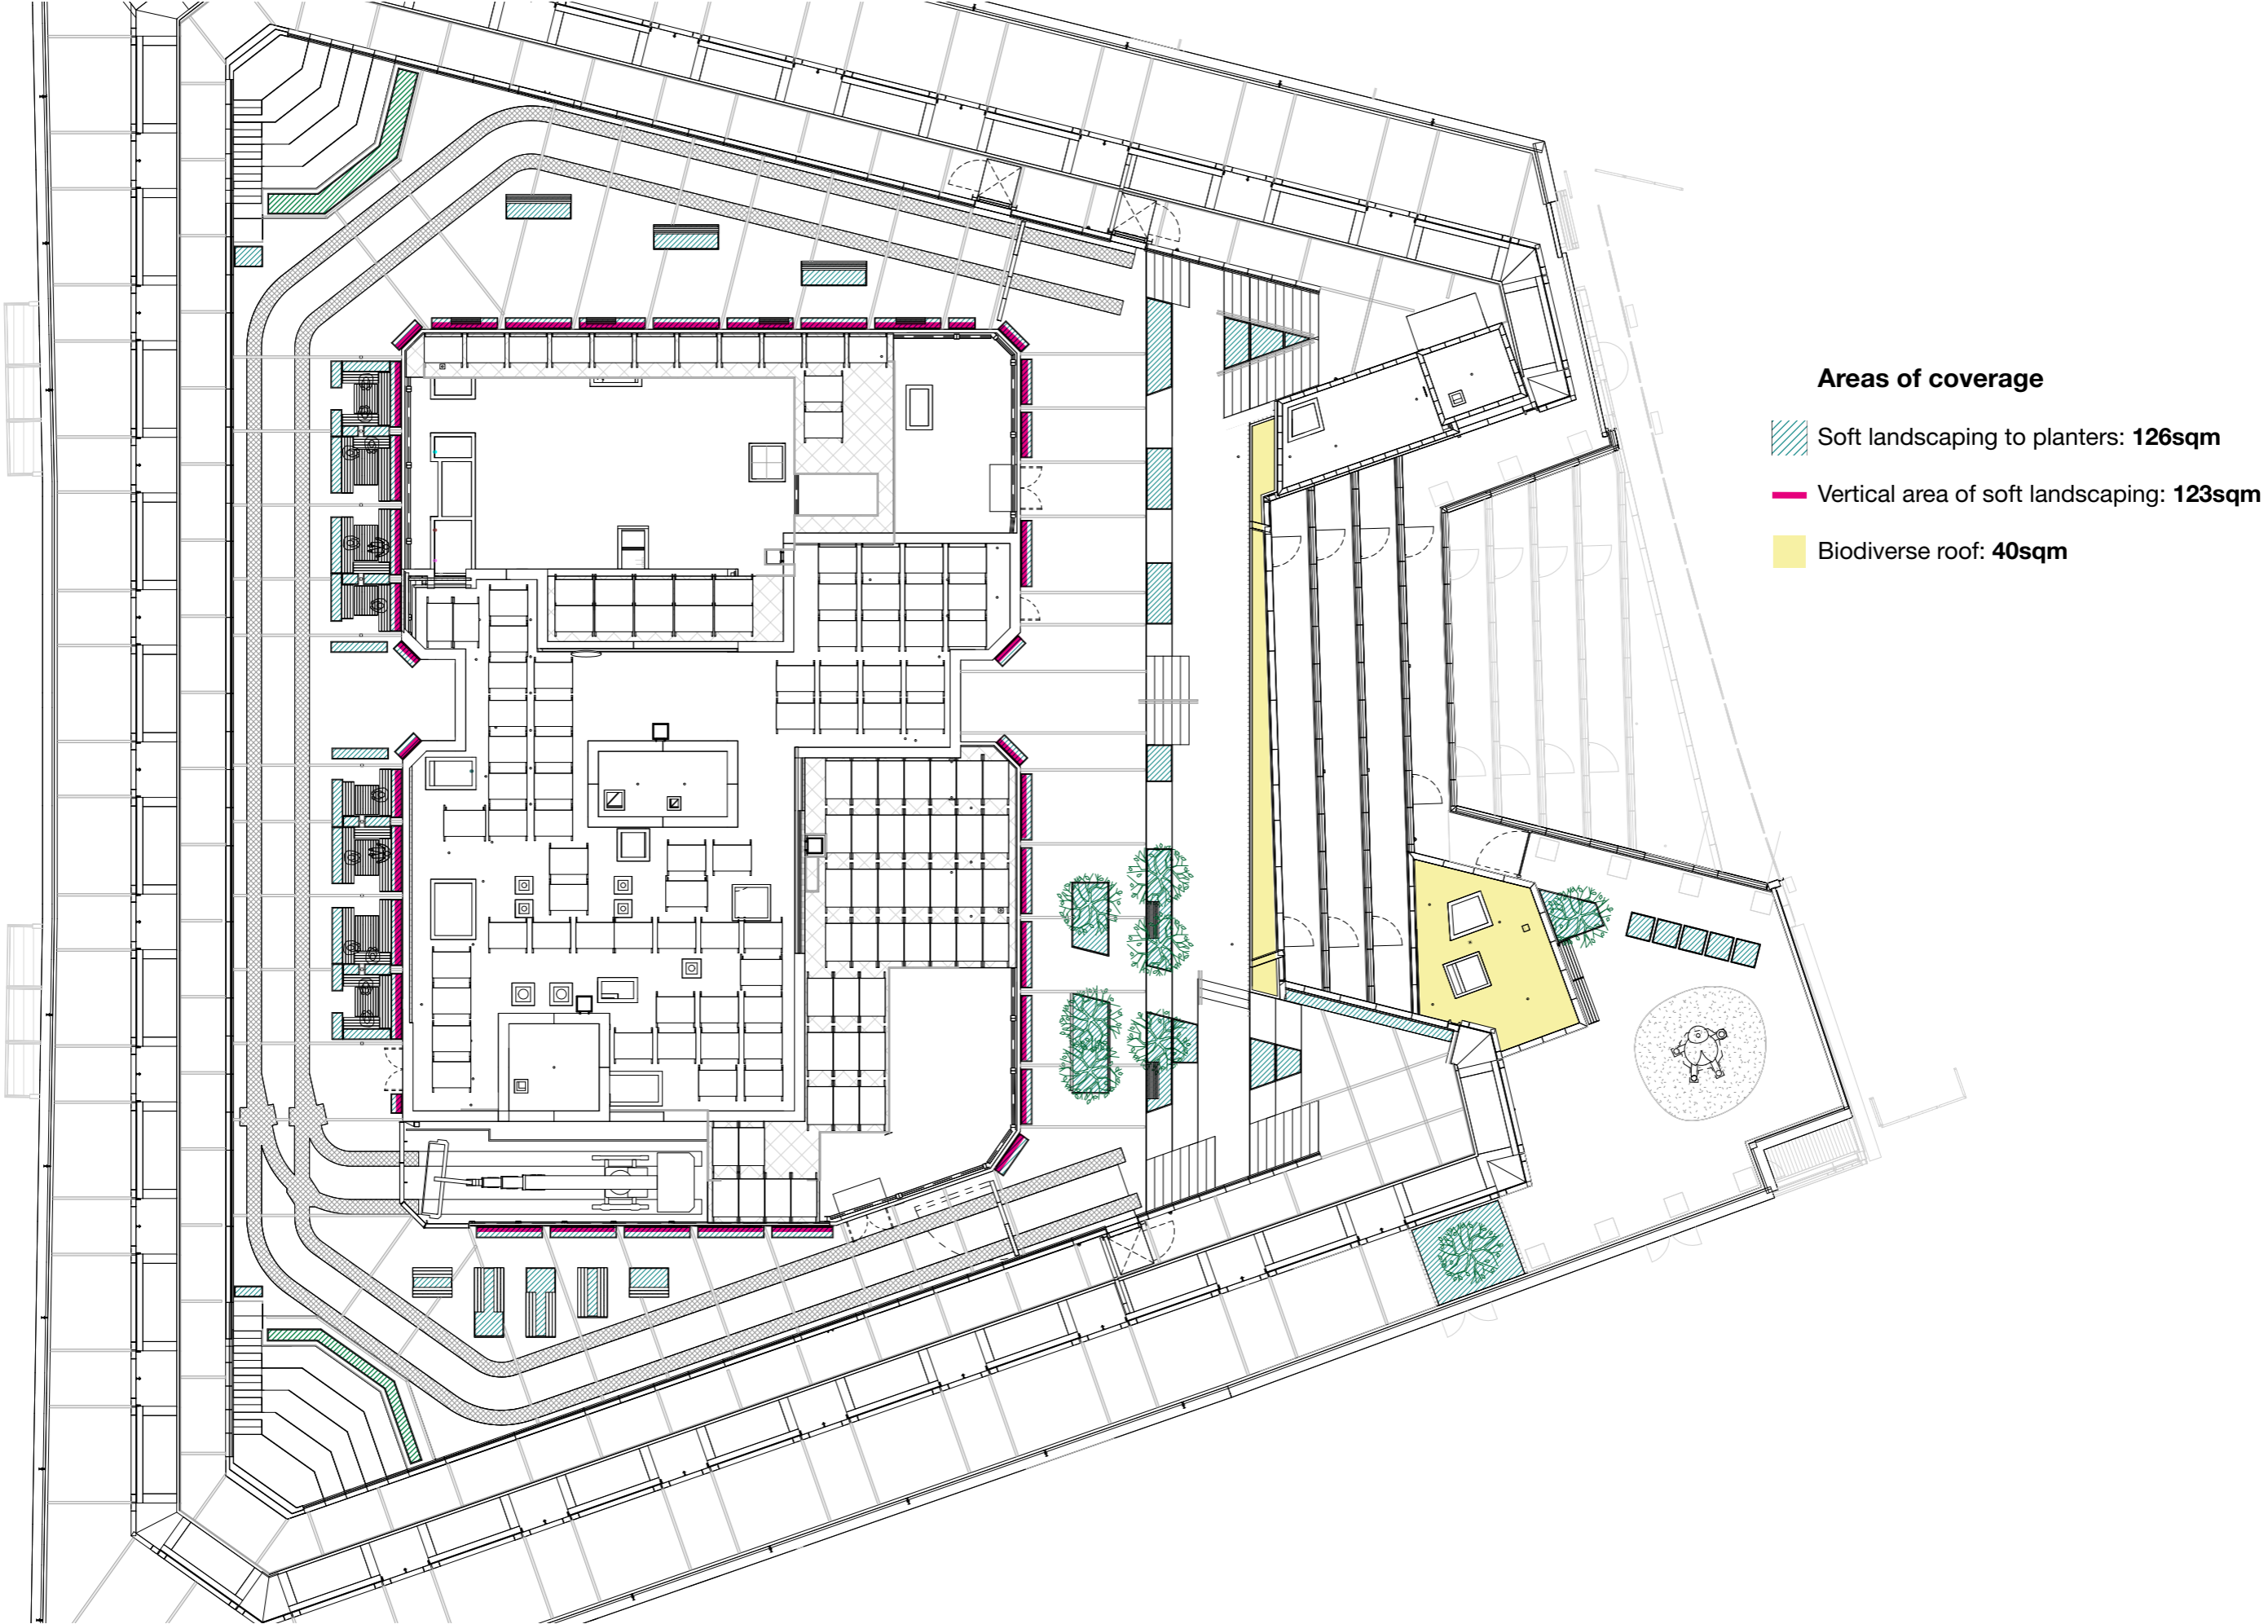 Areas of coverage
Soft landscaping to planters: 126sqm
Vertical area of soft landscaping: 123sqm
Biodiverse roof: 40sqm